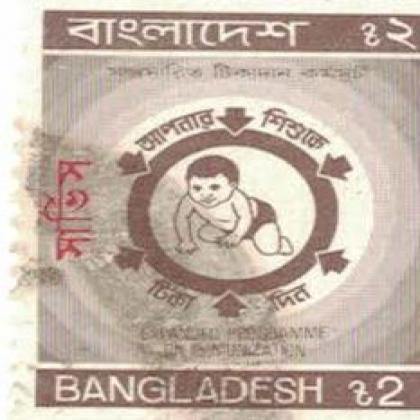 বাংলাদেশ ৳২
সম্প্রসারিত টিকাদান কর্মসূচী
আপনার শিশুকে
টিকা দিন
সার্ভিস
EXPANDED PROGRAMME
ON IMMUNIZATION
BANGLADESH ৳2